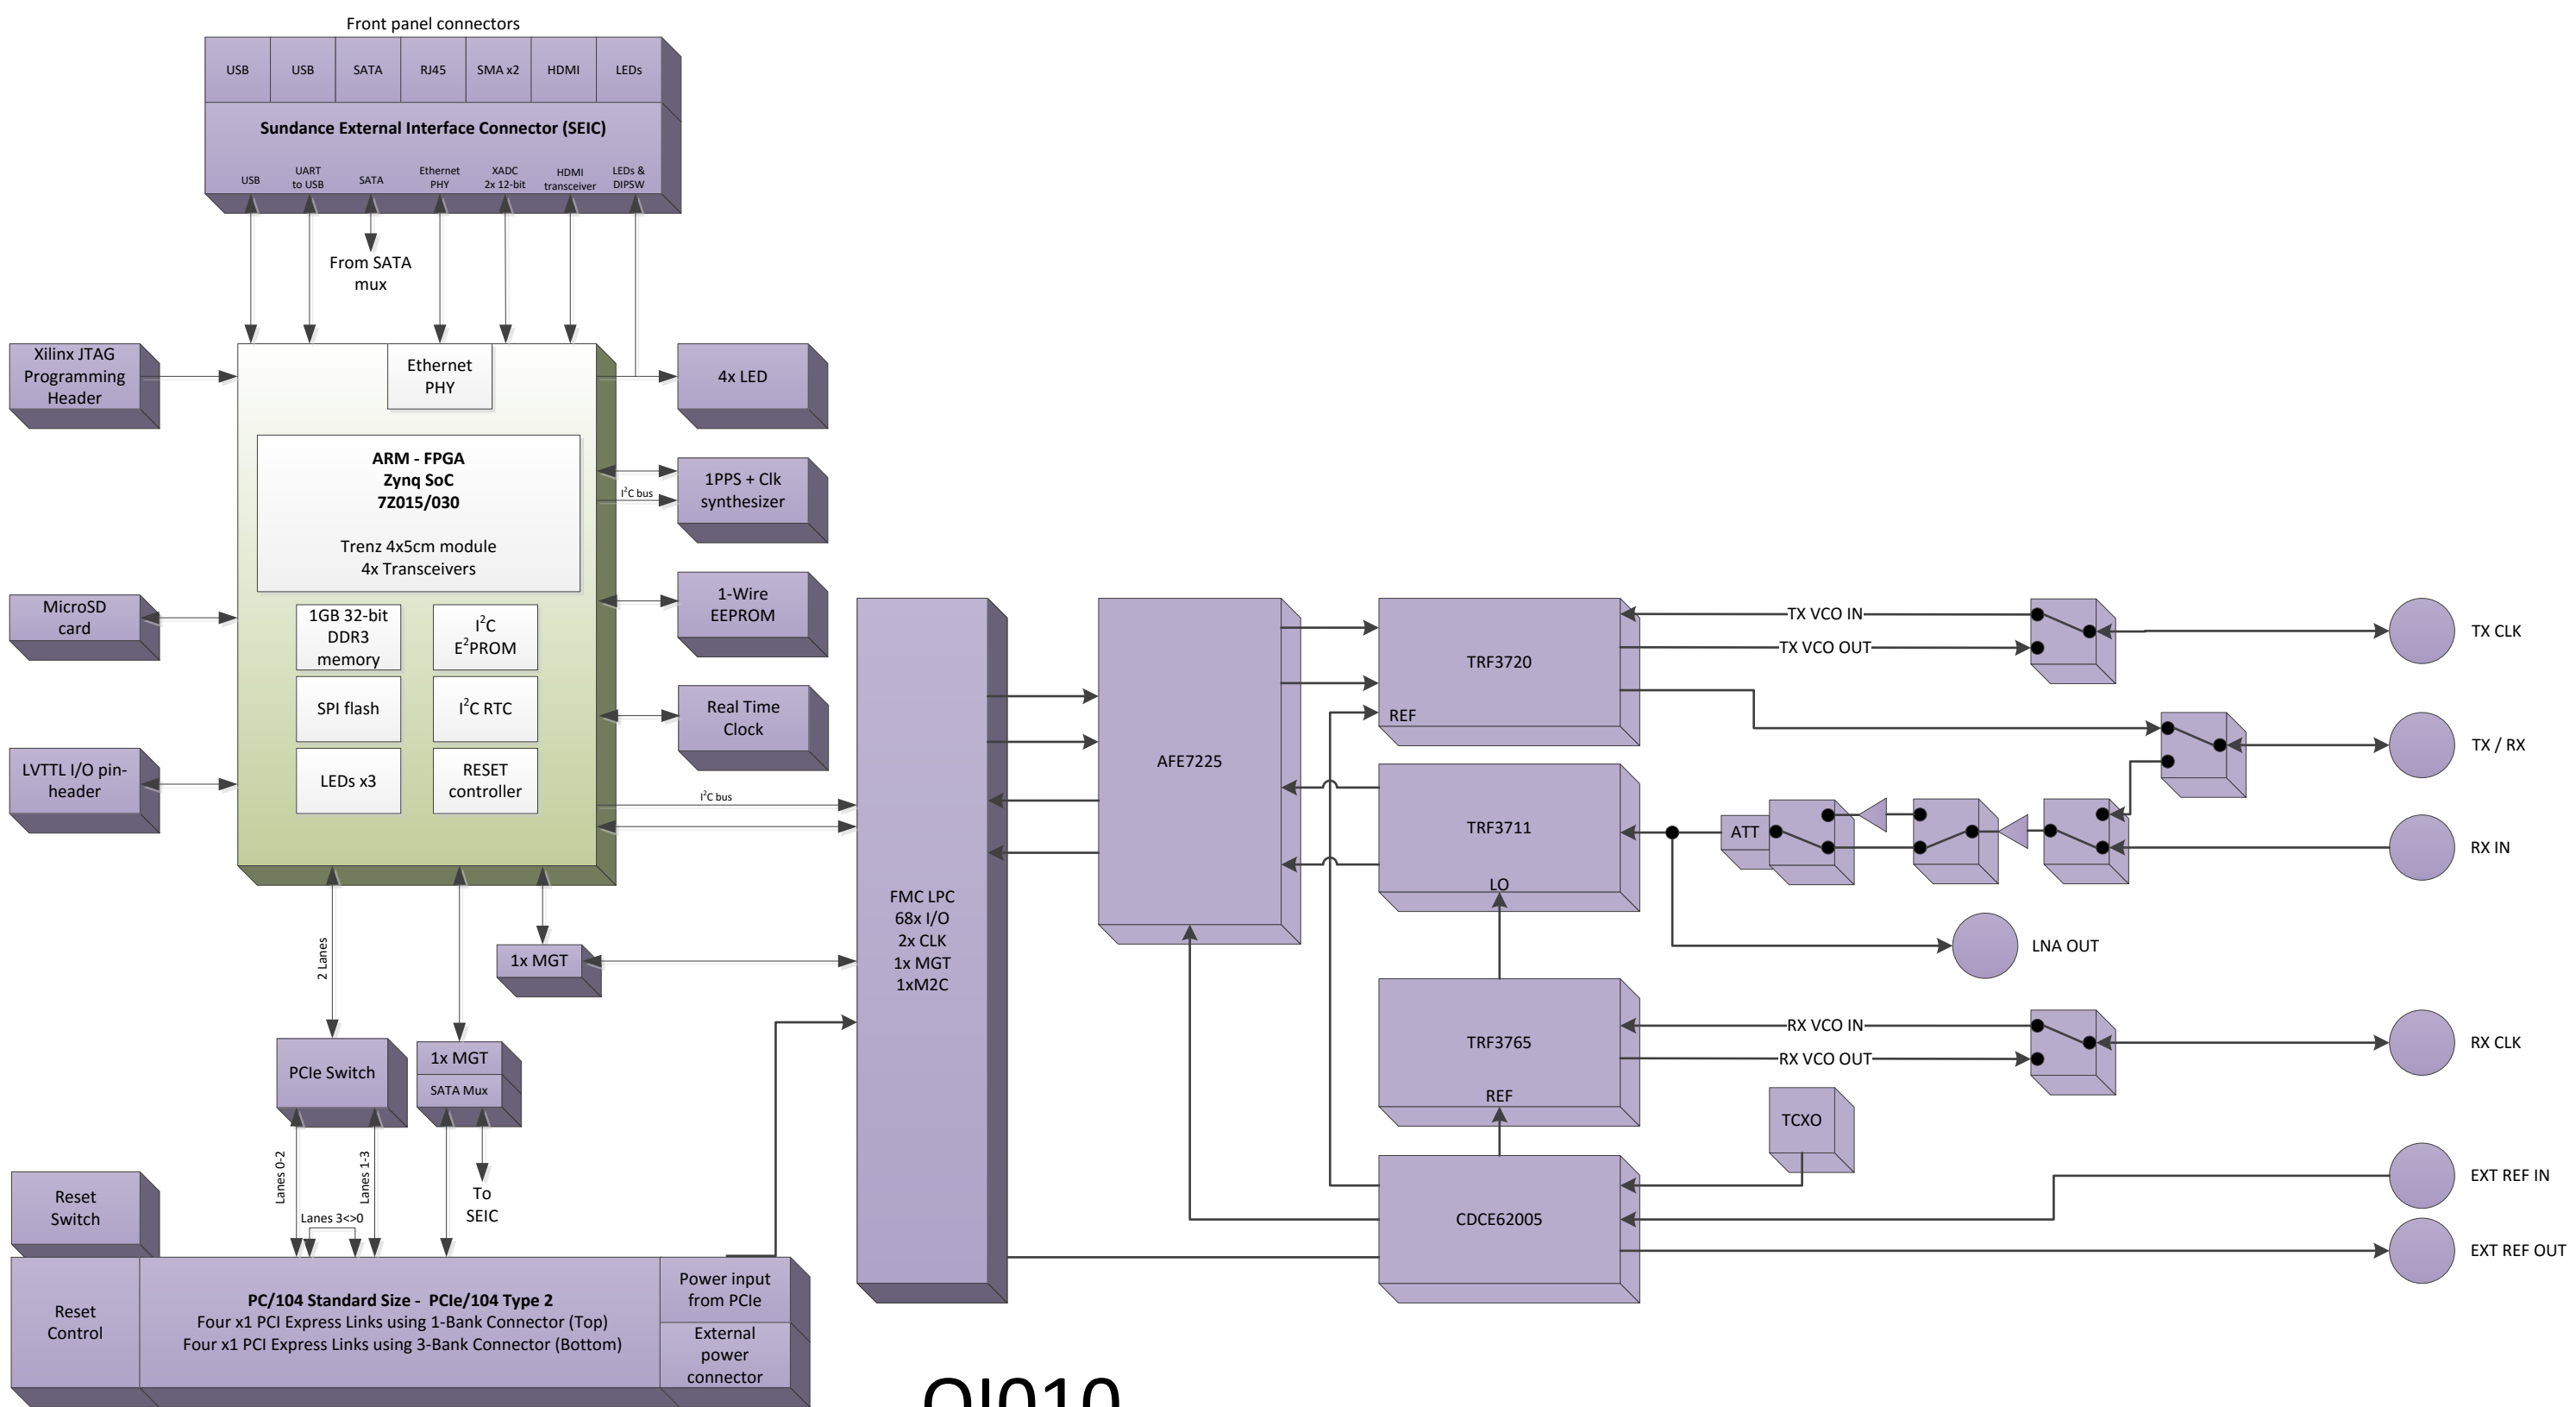 Front panel connectors
USB
USB
SATA
RJ45
SMA x2
HDMI
LEDs
Sundance External Interface Connector (SEIC)
USB
UART
to USB
SATA
Ethernet
PHY
XADC
2x 12-bit
HDMI
transceiver
LEDs &
DIPSW
From SATA
mux
Xilinx JTAG
Programming
Header
Ethernet
PHY
4x LED
ARM - FPGA
Zynq SoC
7Z015/030
Trenz 4x5cm module
4x Transceivers
I²C bus
1PPS + Clk
synthesizer
MicroSD
card
1GB 32-bit
DDR3
memory
I²C
E²PROM
1-Wire
EEPROM
SPI flash
I²C RTC
Real Time
Clock
LVTTL I/O pin-
header
LEDs x3
RESET
controller
I²C bus
2 Lanes
1x MGT
FMC LPC
68x I/O
2x CLK
1x MGT
1xM2C
AFE7225
TRF3720
REF
TX VCO IN
TX VCO OUT
TX CLK
TX / RX
TRF3711
LO
ATT
RX IN
LNA OUT
TRF3765
REF
RX VCO IN
RX VCO OUT
RX CLK
TCXO
CDCE62005
EXT REF IN
EXT REF OUT
PCIe Switch
1x MGT
SATA Mux
Lanes 0-2
Lanes 1-3
Lanes 3<>0
To
SEIC
Reset
Switch
Reset
Control
PC/104 Standard Size - PCIe/104 Type 2
Four x1 PCI Express Links using 1-Bank Connector (Top)
Four x1 PCI Express Links using 3-Bank Connector (Bottom)
Power input
from PCIe
External
power
connector